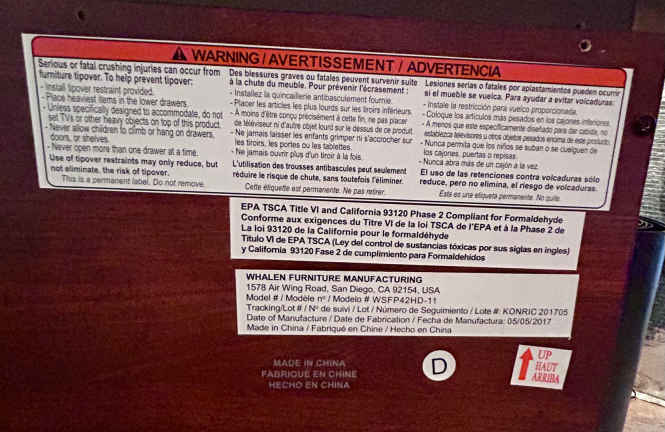 WARNING / AVERTISSEMENT / ADVERTENCIA
Serious or fatal crushing injuries can occur from
furniture tipover. To help prevent tipover:
- Install tipover restraint provided.
- Place heaviest items in the lower drawers.
- Unless specifically designed to accommodate, do not
set TVs or other heavy objects on top of this product.
- Never allow children to climb or hang on drawers,
doors, or shelves.
- Never open more than one drawer at a time.
Use of tipover restraints may only reduce, but
not eliminate, the risk of tipover.
This is a permanent label. Do not remove.
Des blessures graves ou fatales peuvent survenir suite
à la chute du meuble. Pour prévenir l'écrasement :
- Installez la quincaillerie antibasculement fournie.
- Placer les articles les plus lourds sur les tiroirs inférieurs.
- A moins d'être conçu précisément à cette fin, ne pas placer
de téléviseur ni d'autre objet lourd sur le dessus de ce produit.
- Ne jamais laisser les enfants grimper ni s'accrocher sur
les tiroirs, les portes ou les tablettes.
- Ne jamais ouvrir plus d'un tiroir à la fois.
L'utilisation des trousses antibascules peut seulement
réduire le risque de chute, sans toutefois l'éliminer.
Cette étiquette est permanente. Ne pas retirer.
Lesiones serias o fatales por aplastamientos pueden ocurrir
si el mueble se vuelca. Para ayudar a evitar volcaduras:
- Instale la restricción para vuelco proporcionada.
- Coloque los artículos más pesados en los cajones inferiores.
- A menos que este específicamente diseñado para dar cabida, no
establezca televisores u otros objetos pesados encima de este producto.
- Nunca permita que los niños se suban o se cuelguen de
los cajones, puertas o repisas.
- Nunca abra más de un cajón a la vez.
El uso de las retenciones contra volcaduras sólo
reduce, pero no elimina, el riesgo de volcaduras.
Esta es una etiqueta permanente. No quite.
EPA TSCA Title VI and California 93120 Phase 2 Compliant for Formaldehyde
Conforme aux exigences du Titre VI de la loi TSCA de l'EPA et à la Phase 2 de
La loi 93120 de la Californie pour le formaldéhyde
Titulo VI de EPA TSCA (Ley del control de sustancias tóxicas por sus siglas en ingles)
y California 93120 Fase 2 de cumplimiento para Formaldehidos
WHALEN FURNITURE MANUFACTURING
1578 Air Wing Road, San Diego, CA 92154, USA
Model # / Modèle nº / Modelo # WSFP42HD-11
Tracking/Lot # / Nº de suivi / Lot / Número de Seguimiento / Lote #: KONRIC 201705
Date of Manufacture / Date de Fabrication / Fecha de Manufactura: 05/05/2017
Made in China / Fabriqué en Chine / Hecho en China
MADE IN CHINA
FABRIQUÉ EN CHINE
HECHO EN CHINA
D
UP
HAUT
ARRIBA